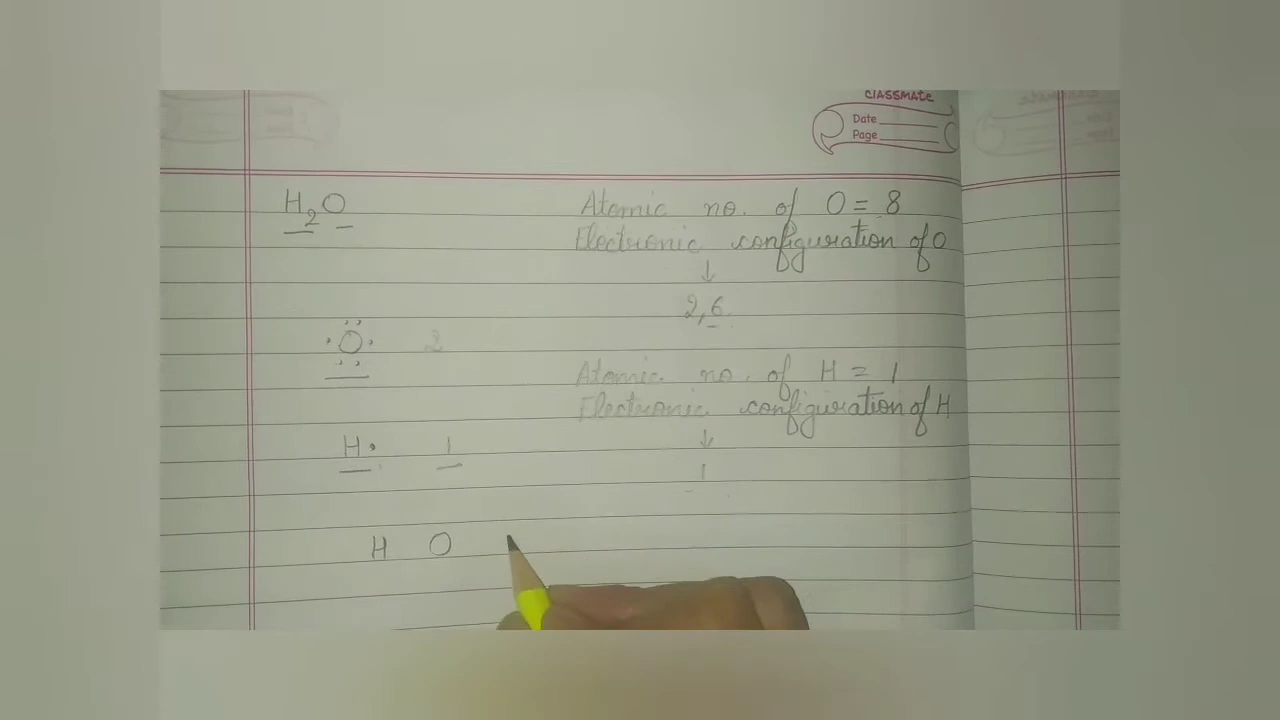 CLASSMATE
Date
Page
H₂O
Atomic no. of O = 8
Electronic configuration of O
↓
2,6
O 2
Atomic no. of H = 1
Electronic configuration of H
H 1
↓
1
H O